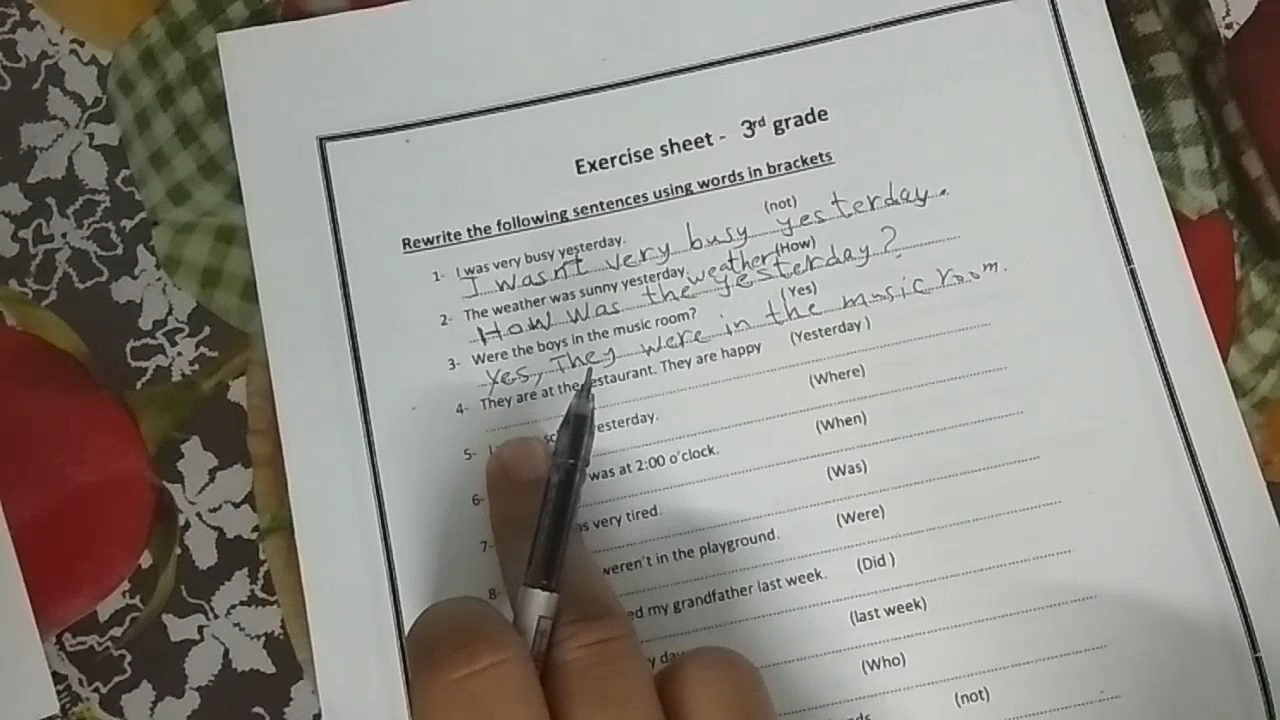 Exercise sheet - 3rd grade
Rewrite the following sentences using words in brackets
1- I was very busy yesterday. (not)
I wasn't very busy yesterday.
2- The weather was sunny yesterday. (How)
How was the weather yesterday?
3- Were the boys in the music room? (Yes)
Yes, They were in the music room.
4- They are at the restaurant. They are happy (Yesterday )
5- yesterday. (Where)
6- was at 2:00 o'clock. (When)
7- very tired. (Was)
8- weren't in the playground. (Were)
my grandfather last week. (Did )
(last week)
(Who)
(not)